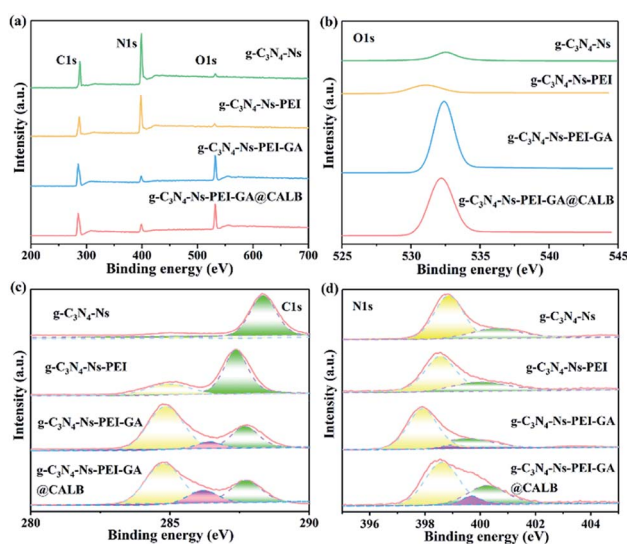 (a)
N1s
g-C₃N₄-Ns
C1s
O1s
g-C₃N₄-Ns-PEI
g-C₃N₄-Ns-PEI-GA
g-C₃N₄-Ns-PEI-GA@CALB
Intensity (a.u.)
200 300 400 500 600 700
Binding energy (eV)
(b)
O1s
g-C₃N₄-Ns
g-C₃N₄-Ns-PEI
g-C₃N₄-Ns-PEI-GA
g-C₃N₄-Ns-PEI-GA@CALB
Intensity (a.u.)
525 530 535 540 545
Binding energy (eV)
(c)
C1s
g-C₃N₄-Ns
g-C₃N₄-Ns-PEI
g-C₃N₄-Ns-PEI-GA
g-C₃N₄-Ns-PEI-GA
@CALB
Intensity (a.u.)
280 285 290
Binding energy (eV)
(d)
N1s
g-C₃N₄-Ns
g-C₃N₄-Ns-PEI
g-C₃N₄-Ns-PEI-GA
g-C₃N₄-Ns-PEI-GA
@CALB
Intensity (a.u.)
396 398 400 402 404
Binding energy (eV)